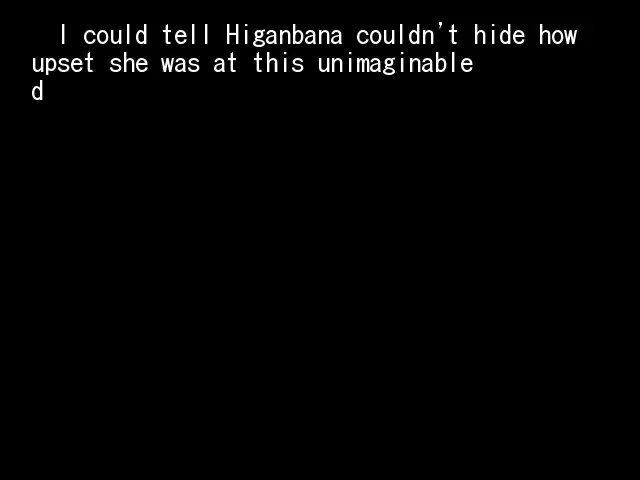 I could tell Higanbana couldn't hide how
upset she was at this unimaginable
d